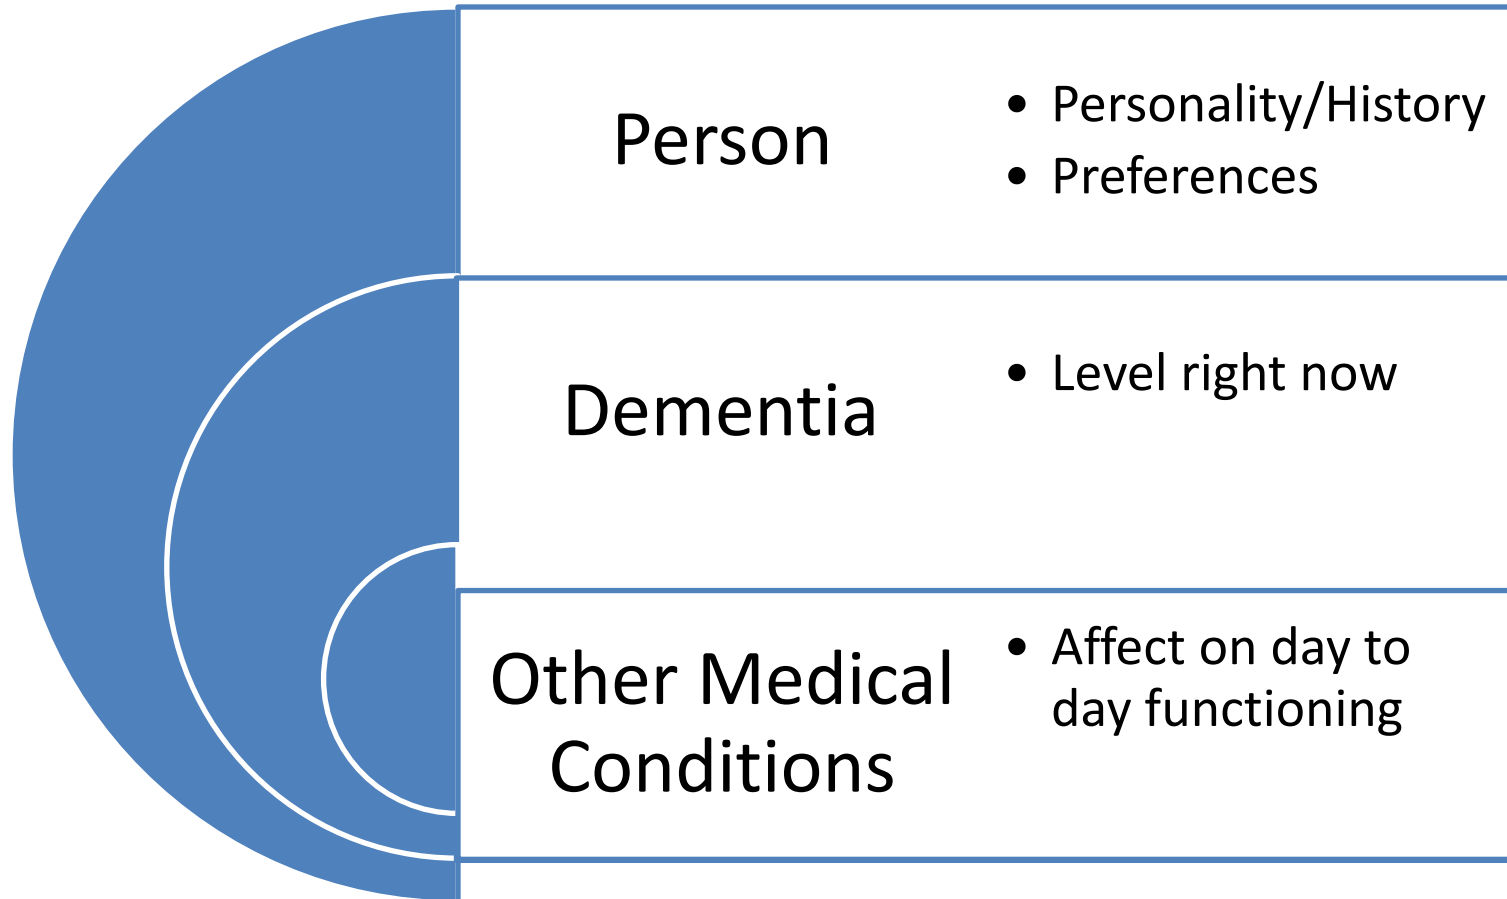 Person
• Personality/History
• Preferences
Dementia
• Level right now
Other Medical
Conditions
• Affect on day to
day functioning